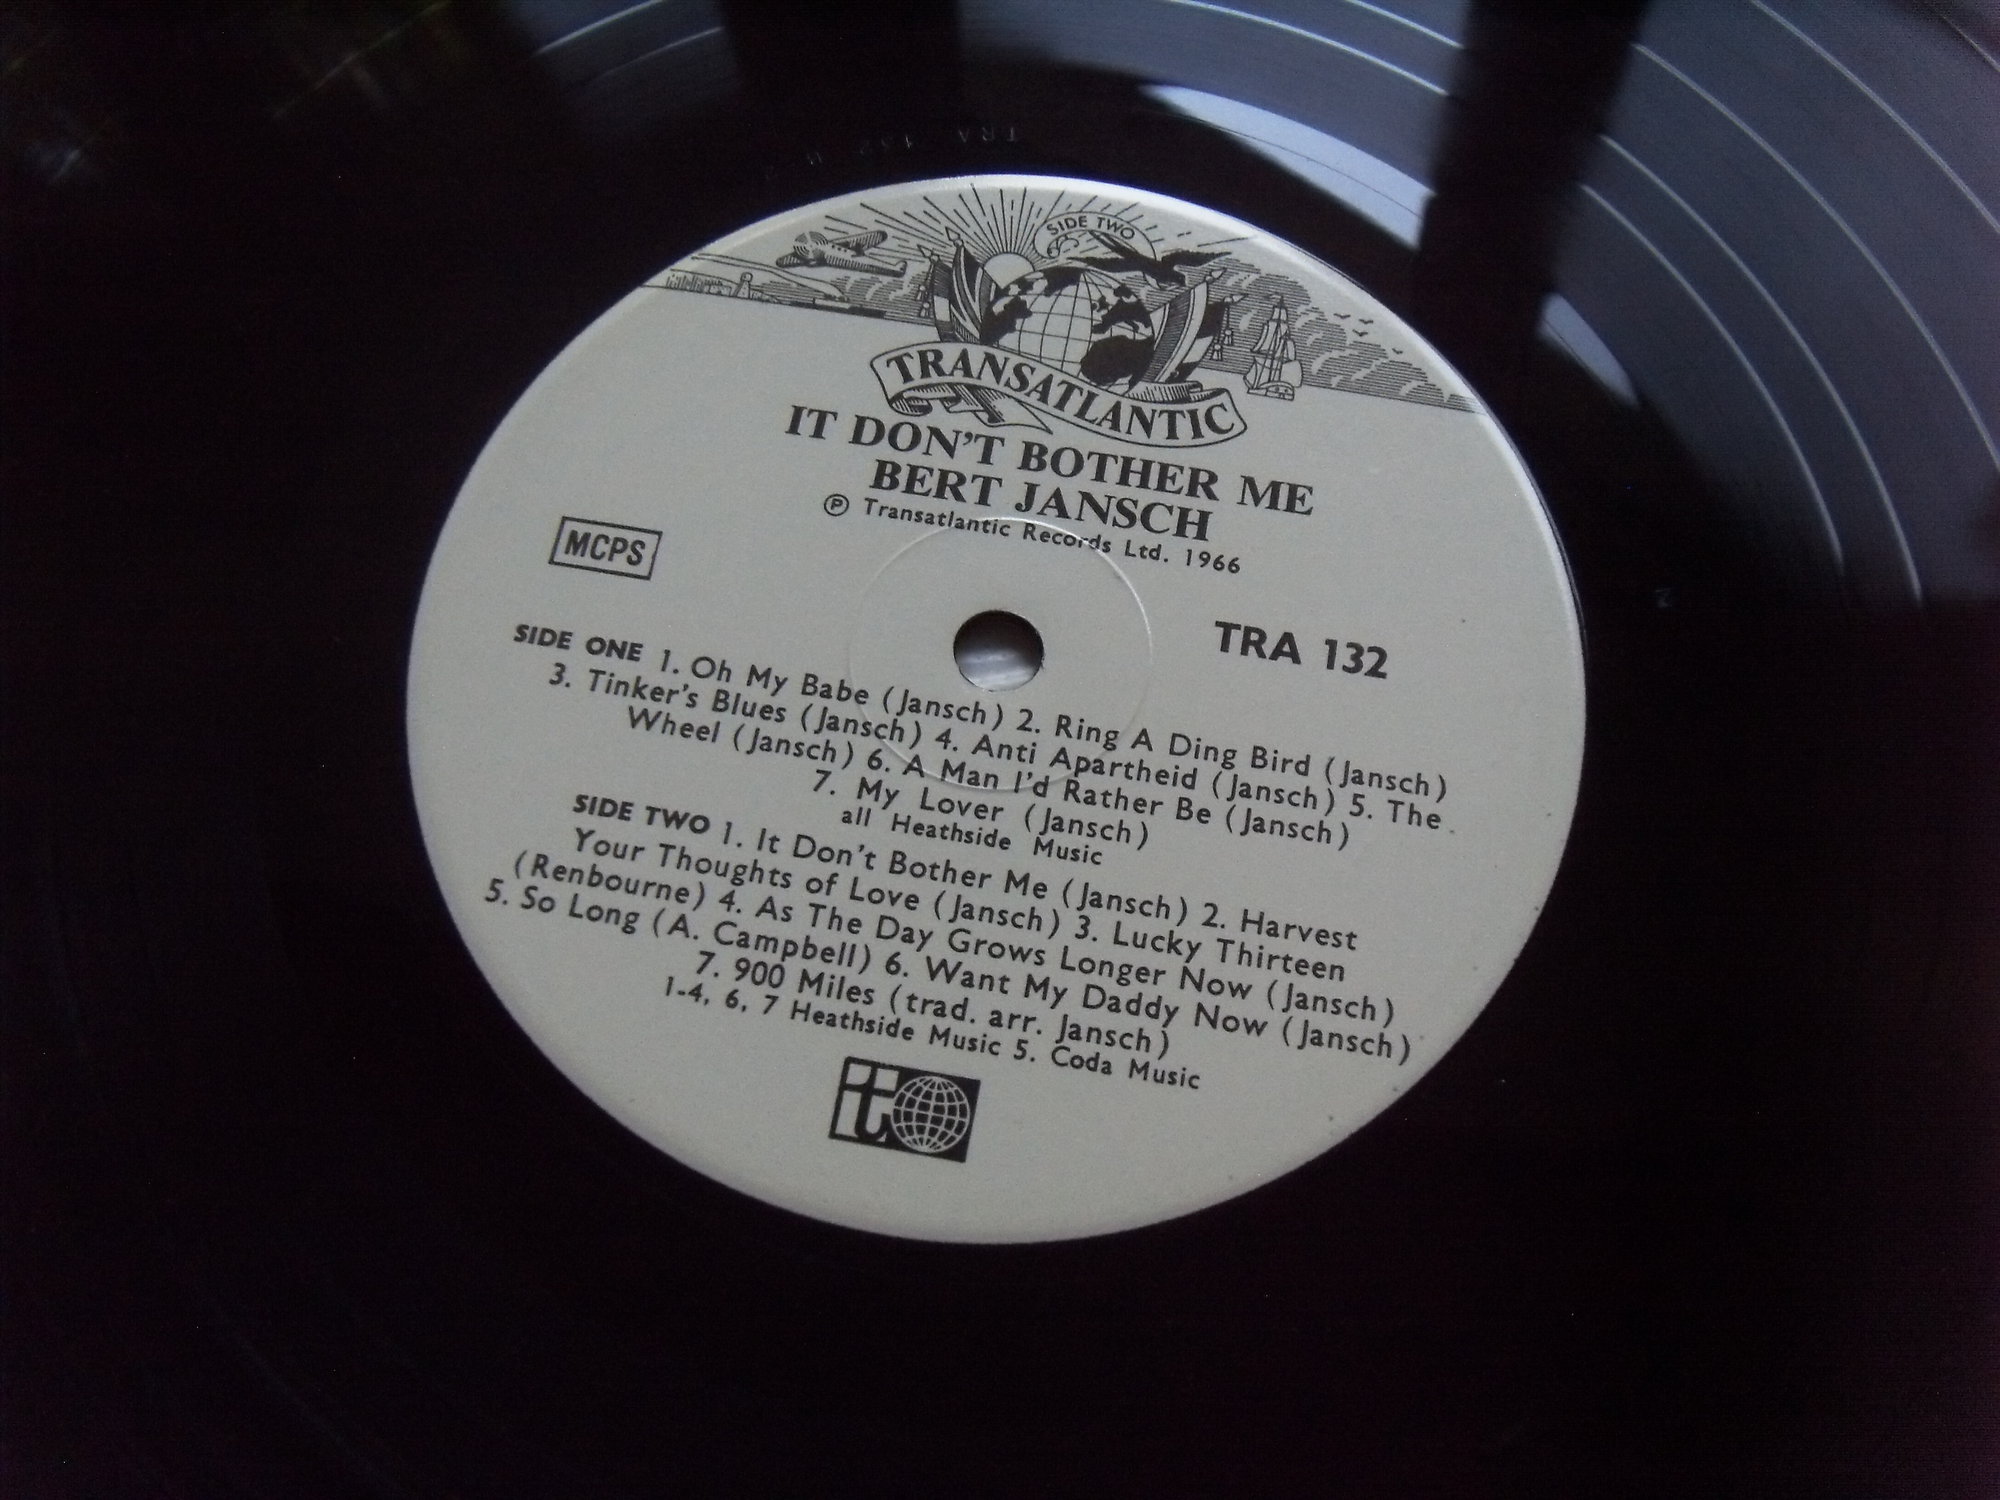 TRA 132 B
SIDE TWO
TRANSATLANTIC
IT DON'T BOTHER ME
BERT JANSCH
Ⓟ Transatlantic Records Ltd. 1966
MCPS
TRA 132
SIDE ONE 1. Oh My Babe (Jansch) 2. Ring A Ding Bird (Jansch)
3. Tinker's Blues (Jansch) 4. Anti Apartheid (Jansch) 5. The
Wheel (Jansch) 6. A Man I'd Rather Be (Jansch)
7. My Lover (Jansch)
all Heathside Music
SIDE TWO 1. It Don't Bother Me (Jansch) 2. Harvest
Your Thoughts of Love (Jansch) 3. Lucky Thirteen
(Renbourne) 4. As The Day Grows Longer Now (Jansch)
5. So Long (A. Campbell) 6. Want My Daddy Now (Jansch)
7. 900 Miles (trad. arr. Jansch)
1-4, 6, 7 Heathside Music 5. Coda Music
it